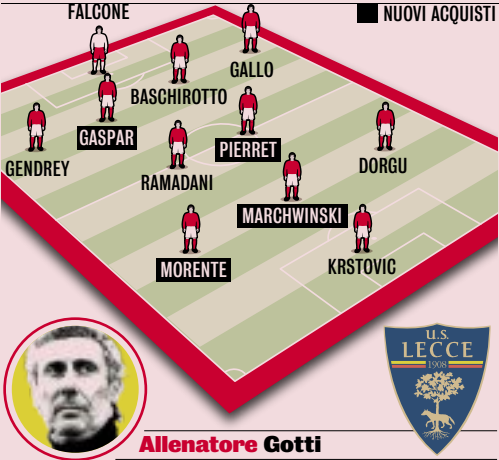 FALCONE
NUOVI ACQUISTI
GALLO
BASCHIROTTO
GASPAR
PIERRET
GENDREY
DORGU
RAMADANI
MARCHWINSKI
MORENTE
KRSTOVIC
U.S.
LECCE
1908
Allenatore Gotti